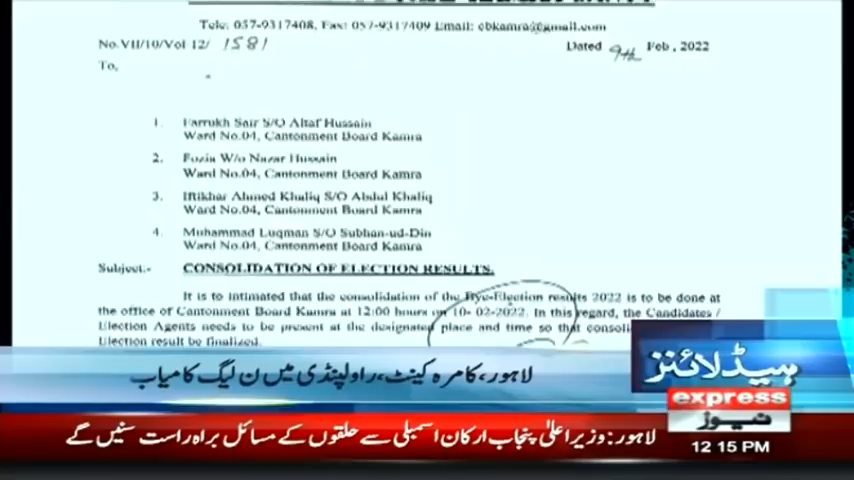 Tele: 057-9317408, Fax: 057-9317409 Email: cbkamra@gmail.com
No.VII/10/Vol 12/ 1581
Dated 9th Feb, 2022
To,
1. Farrukh Sair S/O Altaf Hussain
Ward No.04, Cantonment Board Kamra
2. Fozia W/o Nazar Hussain
Ward No.04, Cantonment Board Kamra
3. Iftikhar Ahmed Khaliq S/O Abdul Khaliq
Ward No.04, Cantonment Board Kamra
4. Muhammad Luqman S/O Subhan-ud-Din
Ward No.04, Cantonment Board Kamra
Subject:- CONSOLIDATION OF ELECTION RESULTS.
It is to intimated that the consolidation of the Bye-Election results 2022 is to be done at
the office of Cantonment Board Kamra at 12:00 hours on 10-02-2022. In this regard, the Candidates /
Election Agents needs to be present at the designated place and time so that
Election result be finalized.
ہیڈلائنز
لاہور، کامرہ کینٹ، راولپنڈی میں ن لیگ کامیاب
express
نیوز
لاہور: وزیراعلیٰ پنجاب ارکان اسمبلی سے حلقوں کے مسائل براہ راست سنیں گے
12:15 PM